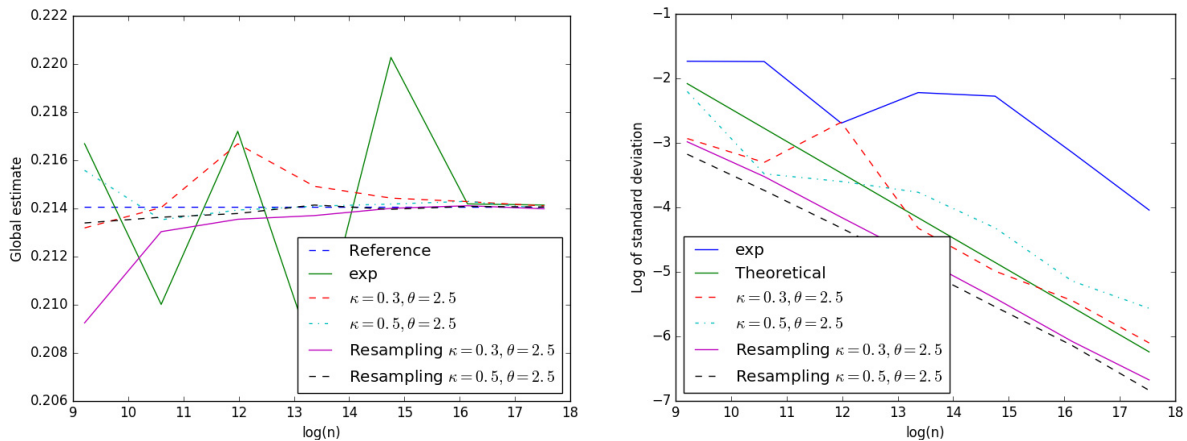 0.222
0.220
0.218
0.216
0.214
0.212
0.210
0.208
0.206
Global estimate
9 10 11 12 13 14 15 16 17 18
log(n)
Reference
exp
κ = 0.3, θ = 2.5
κ = 0.5, θ = 2.5
Resampling κ = 0.3, θ = 2.5
Resampling κ = 0.5, θ = 2.5
−1
−2
−3
−4
−5
−6
−7
Log of standard deviation
9 10 11 12 13 14 15 16 17 18
log(n)
exp
Theoretical
κ = 0.3, θ = 2.5
κ = 0.5, θ = 2.5
Resampling κ = 0.3, θ = 2.5
Resampling κ = 0.5, θ = 2.5